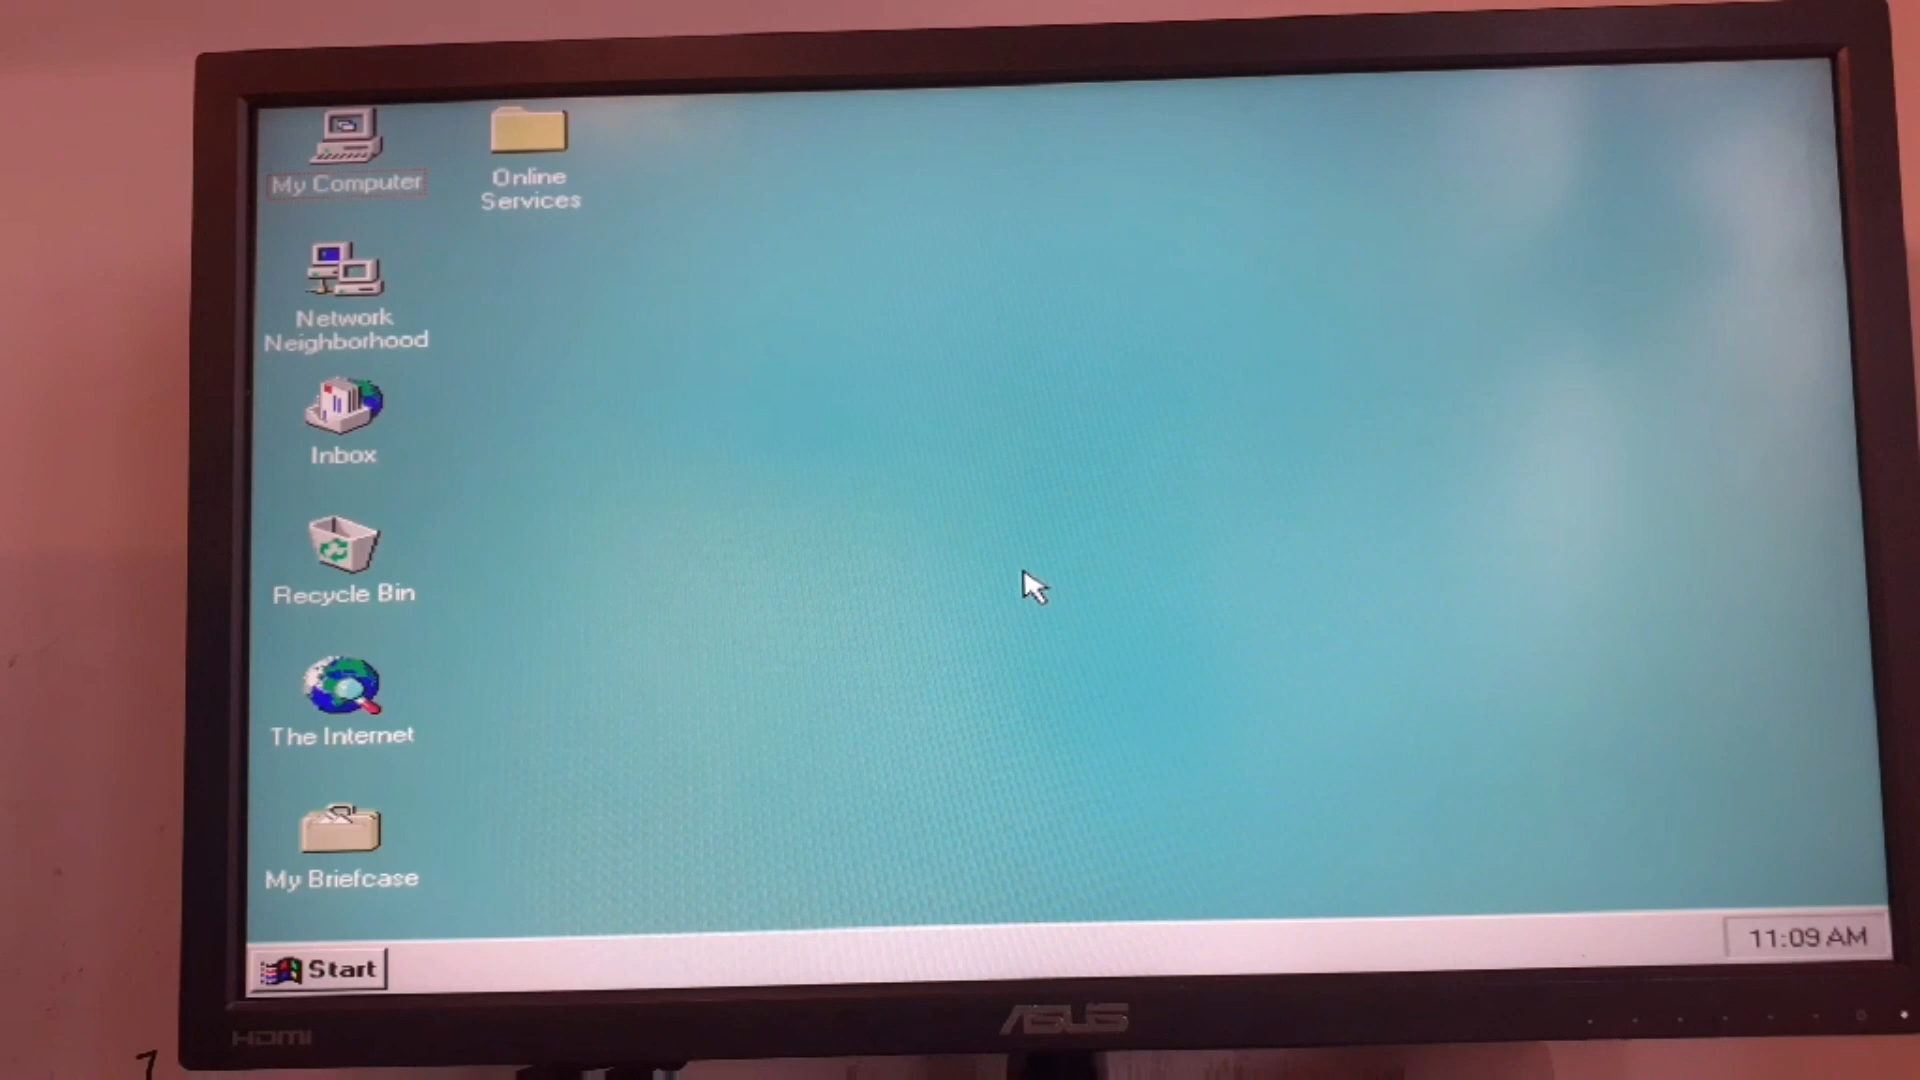 My Computer
Online
Services
Network
Neighborhood
Inbox
Recycle Bin
The Internet
My Briefcase
Start
11:09 AM
HDMI
ASUS